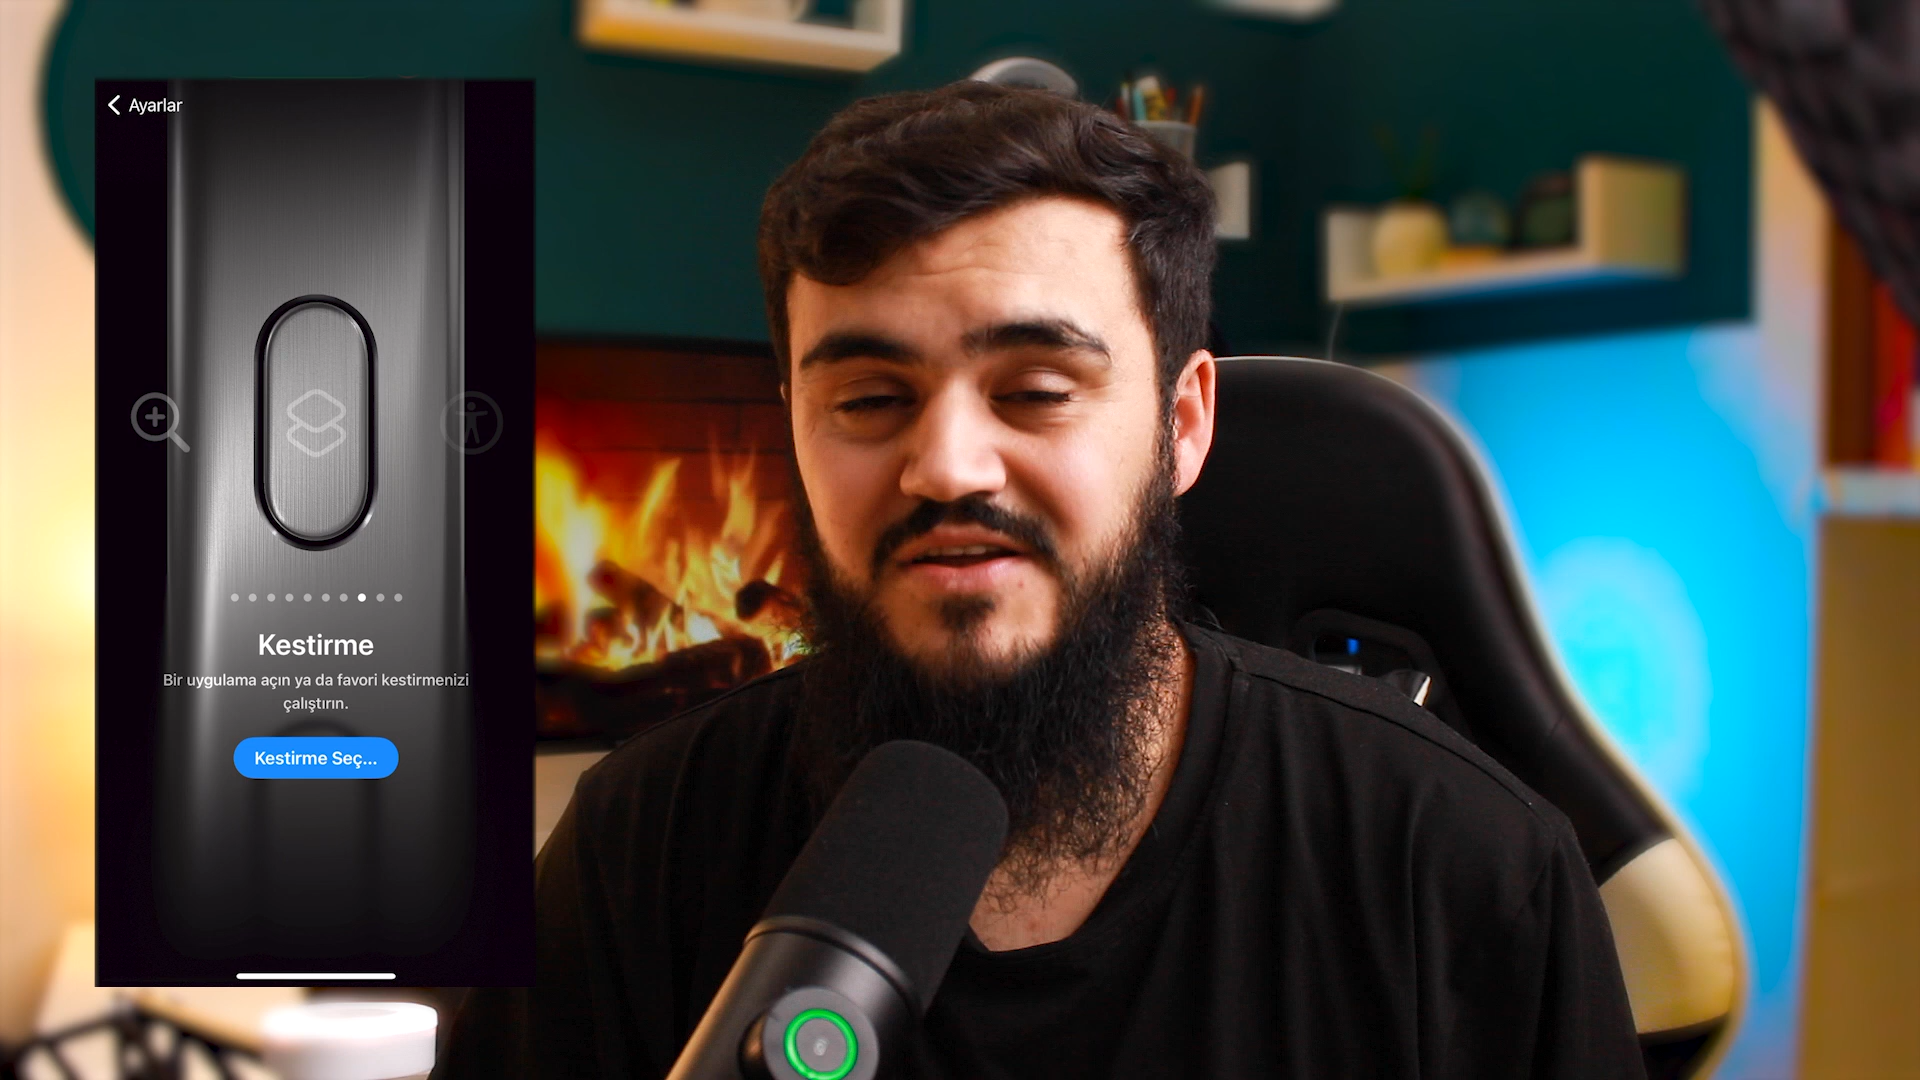 Ayarlar
Kestirme
Bir uygulama açın ya da favori kestirmenizi
çalıştırın.
Kestirme Seç...